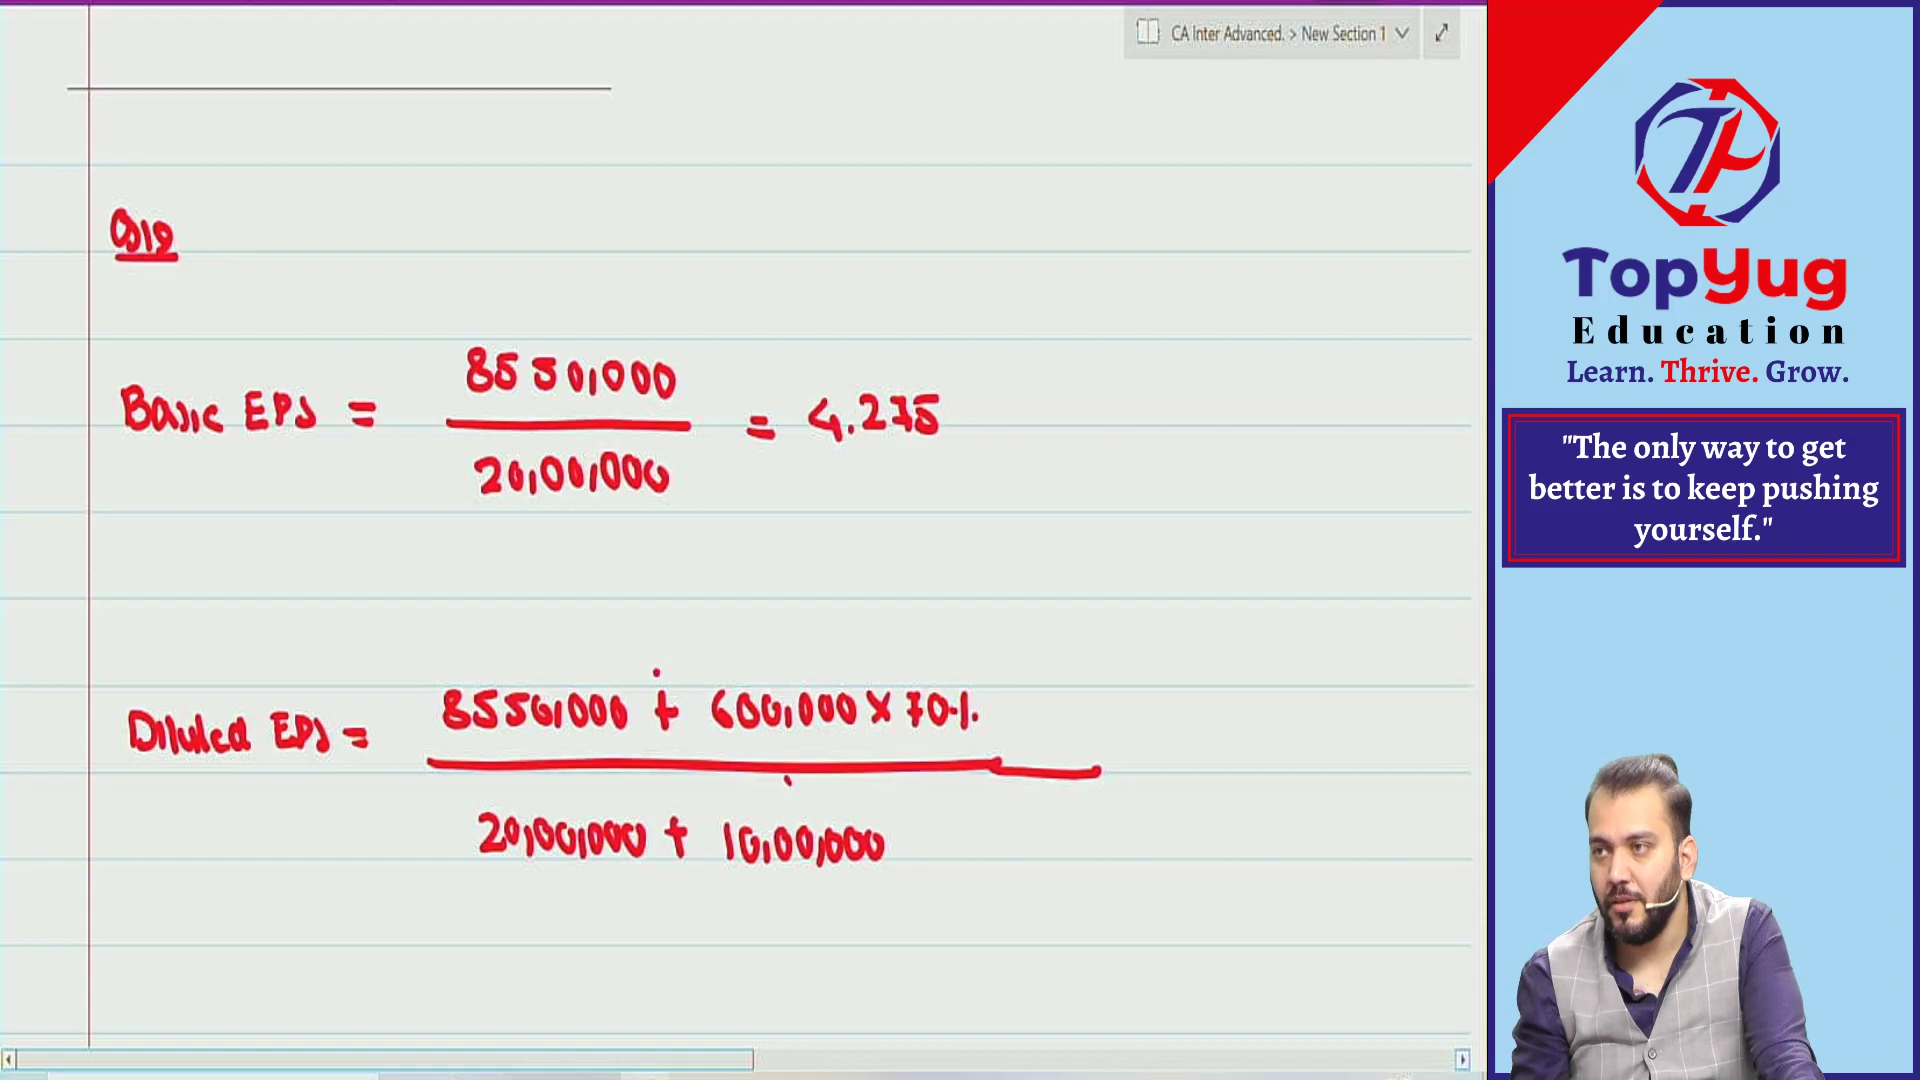 CA Inter Advanced. > New Section 1
Basic EPS = 8550,000 / 20,00,000 = 4.275
Diluted EPS = 8550,000 + 600,000 × 70%
20,00,000 + 10,00,000
TopYug
Education
Learn. Thrive. Grow.
"The only way to get
better is to keep pushing
yourself."